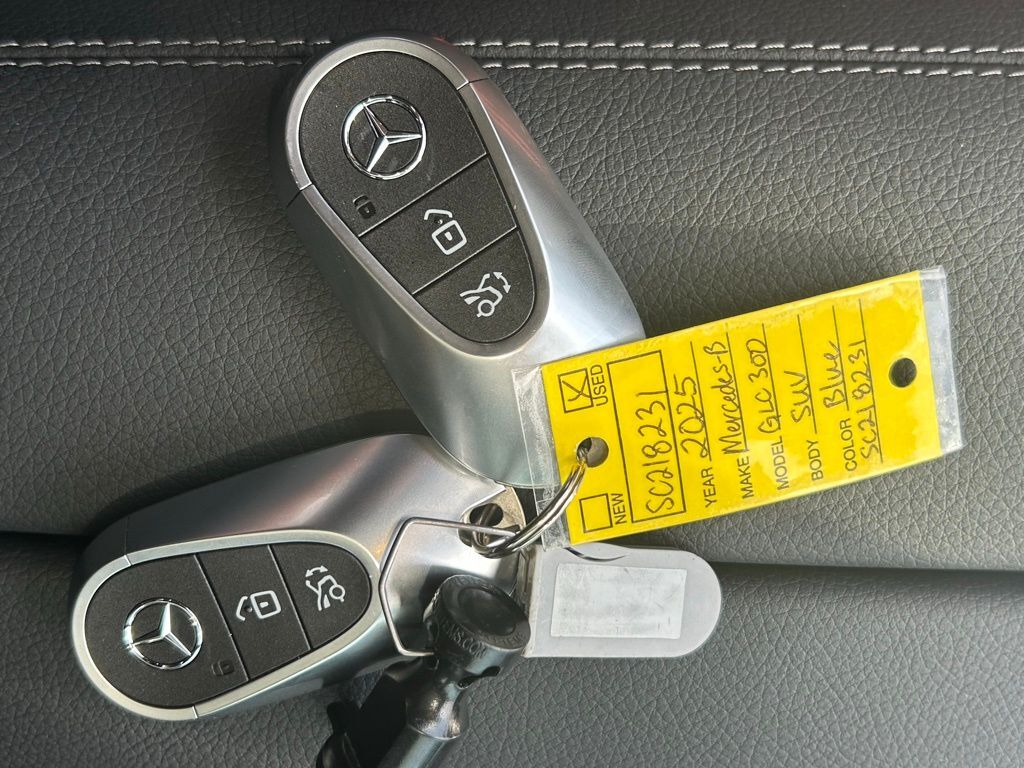 NEW
USED
SC218231
YEAR 2025
MAKE Mercedes-B
MODEL GLC 300
BODY SUV
COLOR Blue
SC218231